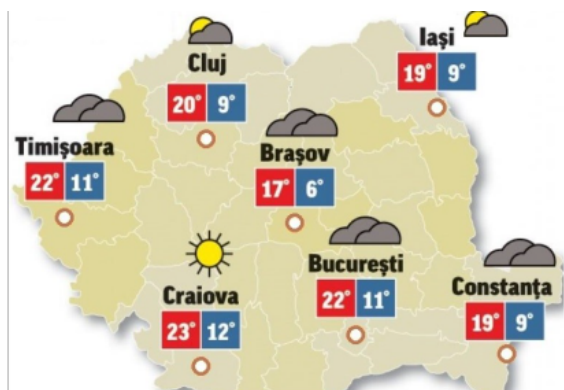 Iași
19° 9°
Cluj
20° 9°
Timișoara
22° 11°
Brașov
17° 6°
București
22° 11°
Constanța
19° 9°
Craiova
23° 12°